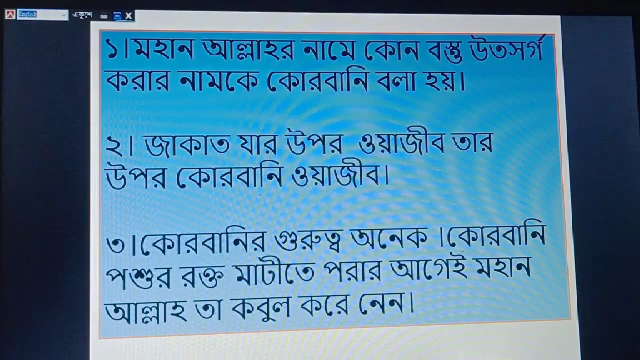 একুশে
১।মহান আল্লাহর নামে কোন বস্তু উতসর্গ
করার নামকে কোরবানি বলা হয়।
২। জাকাত যার উপর ওয়াজীব তার
উপর কোরবানি ওয়াজীব।
৩।কোরবানির গুরুত্ব অনেক ।কোরবানি
পশুর রক্ত মাটীতে পরার আগেই মহান
আল্লাহ তা কবুল করে নেন।